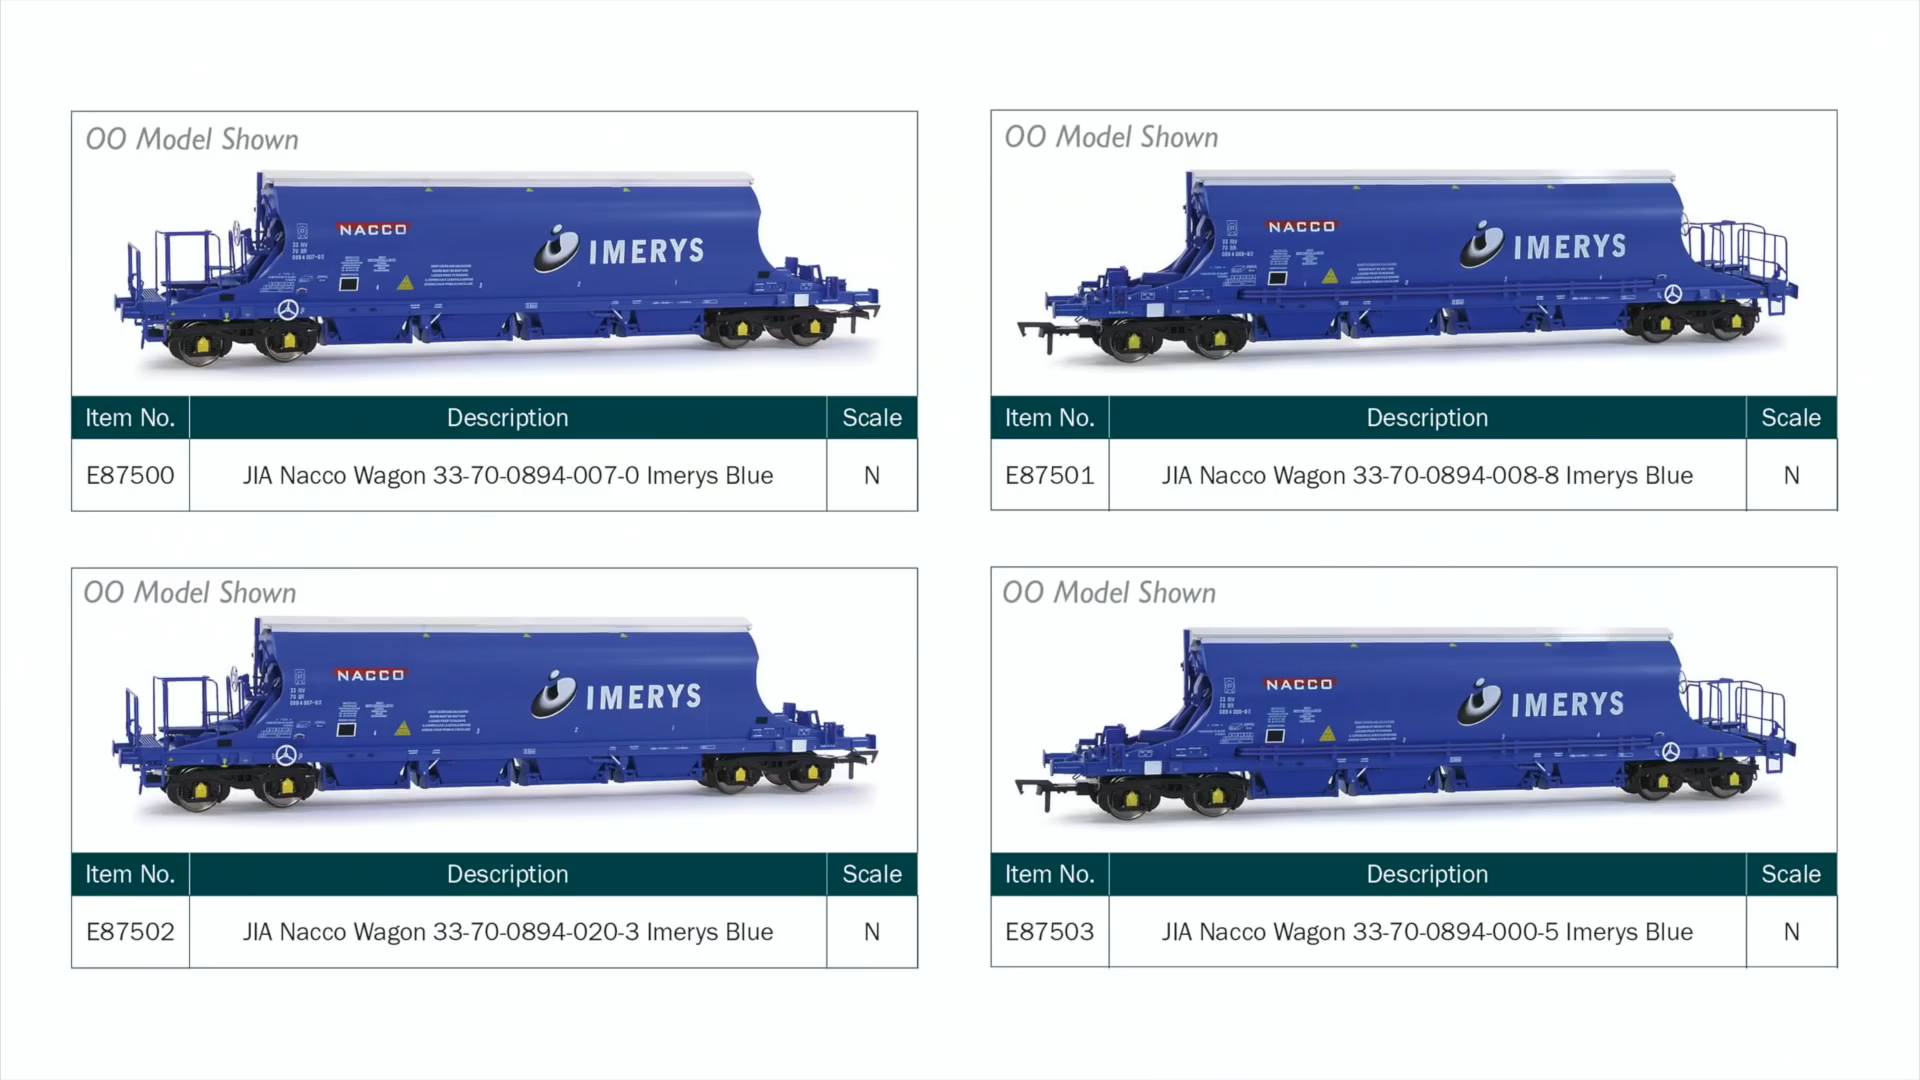 OO Model Shown
NACCO
IMERYS
Item No. Description Scale
E87500 JIA Nacco Wagon 33-70-0894-007-0 Imerys Blue N
OO Model Shown
NACCO
IMERYS
Item No. Description Scale
E87501 JIA Nacco Wagon 33-70-0894-008-8 Imerys Blue N
OO Model Shown
NACCO
IMERYS
Item No. Description Scale
E87502 JIA Nacco Wagon 33-70-0894-020-3 Imerys Blue N
OO Model Shown
NACCO
IMERYS
Item No. Description Scale
E87503 JIA Nacco Wagon 33-70-0894-000-5 Imerys Blue N